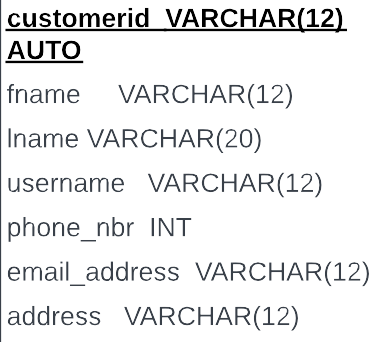 customerid VARCHAR(12)
AUTO
fname VARCHAR(12)
lname VARCHAR(20)
username VARCHAR(12)
phone_nbr INT
email_address VARCHAR(12)
address VARCHAR(12)